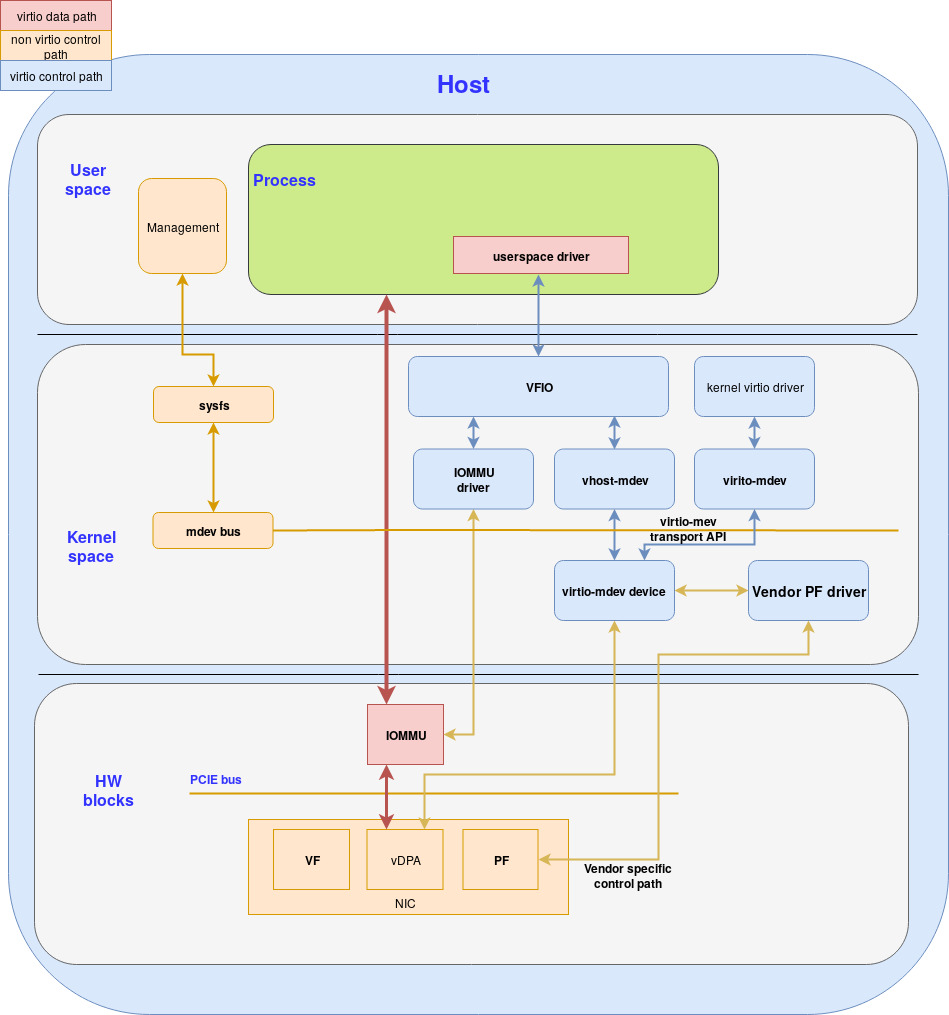 virtio data path
non virtio control
path
virtio control path
Host
User
space
Process
Management
userspace driver
VFIO
kernel virtio driver
sysfs
IOMMU
driver
vhost-mdev
virito-mdev
mdev bus
virtio-mev
transport API
Kernel
space
virtio-mdev device
Vendor PF driver
IOMMU
HW
blocks
PCIE bus
VF
vDPA
PF
NIC
Vendor specific
control path